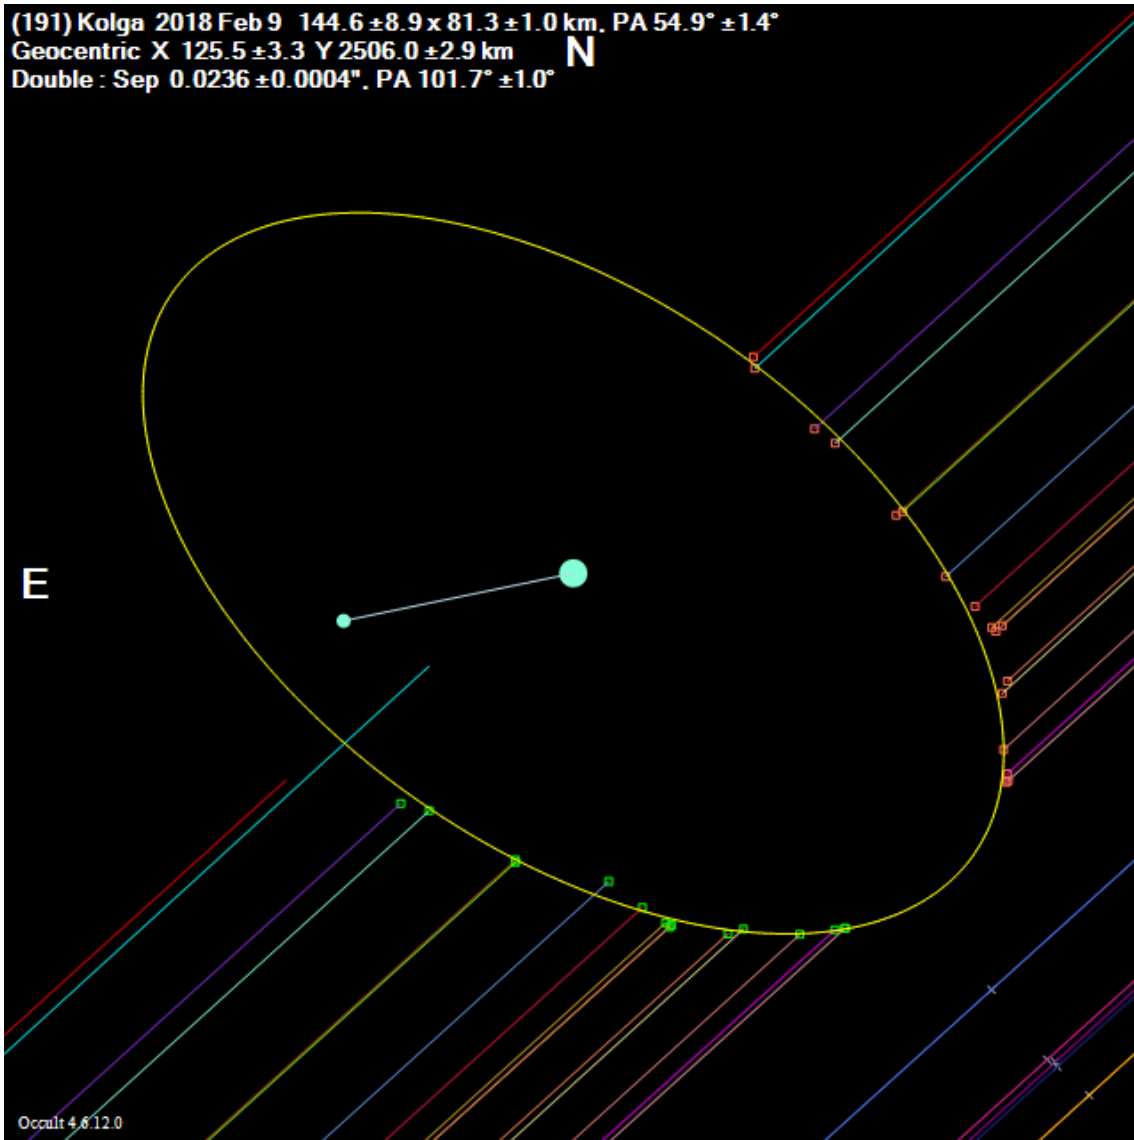 (191) Kolga 2018 Feb 9 144.6 ±8.9 x 81.3 ±1.0 km, PA 54.9° ±1.4°
Geocentric X 125.5 ±3.3 Y 2506.0 ±2.9 km
N
Double : Sep 0.0236 ±0.0004", PA 101.7° ±1.0°
E
Occult 4.6.12.0